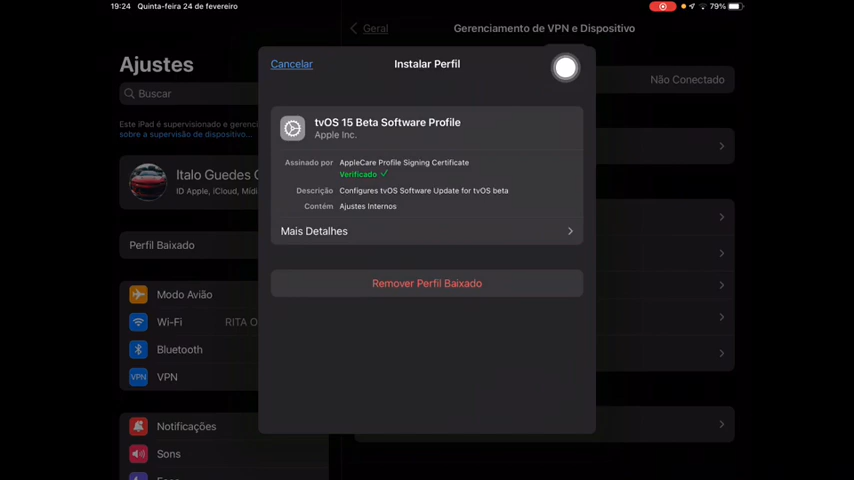 19:24 Quinta-feira 24 de fevereiro
79%
Geral
Gerenciamento de VPN e Dispositivo
Ajustes
Buscar
Não Conectado
Este iPad é supervisionado e gerenci
sobre a supervisão de dispositivo...
Italo Guedes
ID Apple, iCloud, Mídi
Perfil Baixado
Modo Avião
Wi-Fi
RITA O
Bluetooth
VPN
VPN
Notificações
Sons
Cancelar
Instalar Perfil
tvOS 15 Beta Software Profile
Apple Inc.
Assinado por AppleCare Profile Signing Certificate
Verificado ✓
Descrição Configures tvOS Software Update for tvOS beta
Contém Ajustes Internos
Mais Detalhes
Remover Perfil Baixado